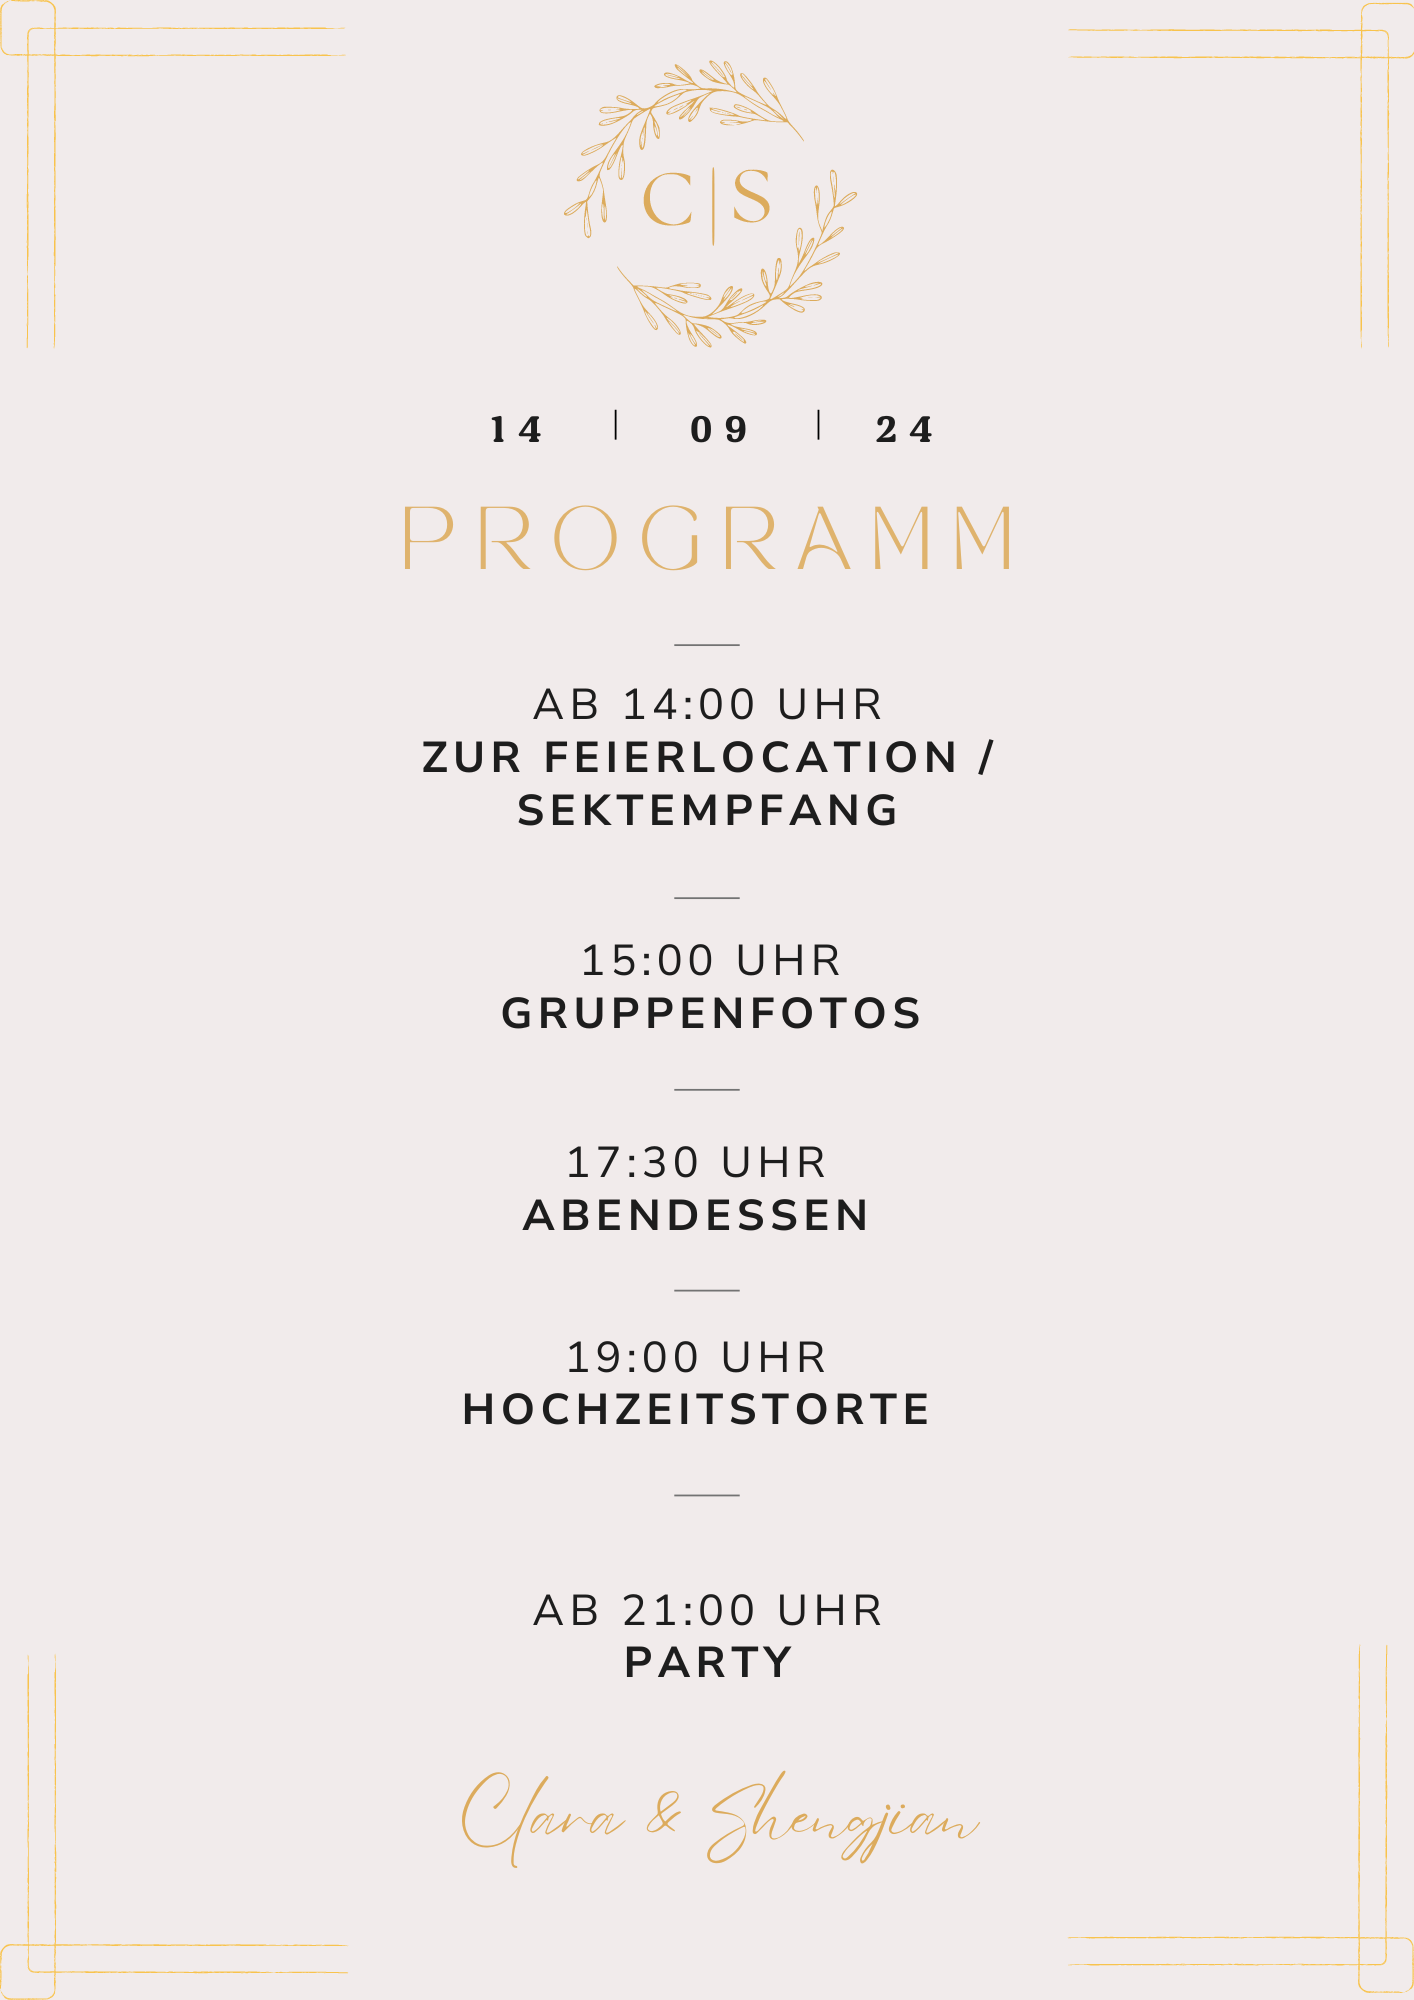 C|S
14 | 09 | 24
PROGRAMM
AB 14:00 UHR
ZUR FEIERLOCATION /
SEKTEMPFANG
15:00 UHR
GRUPPENFOTOS
17:30 UHR
ABENDESSEN
19:00 UHR
HOCHZEITSTORTE
AB 21:00 UHR
PARTY
Clara & Shengjian